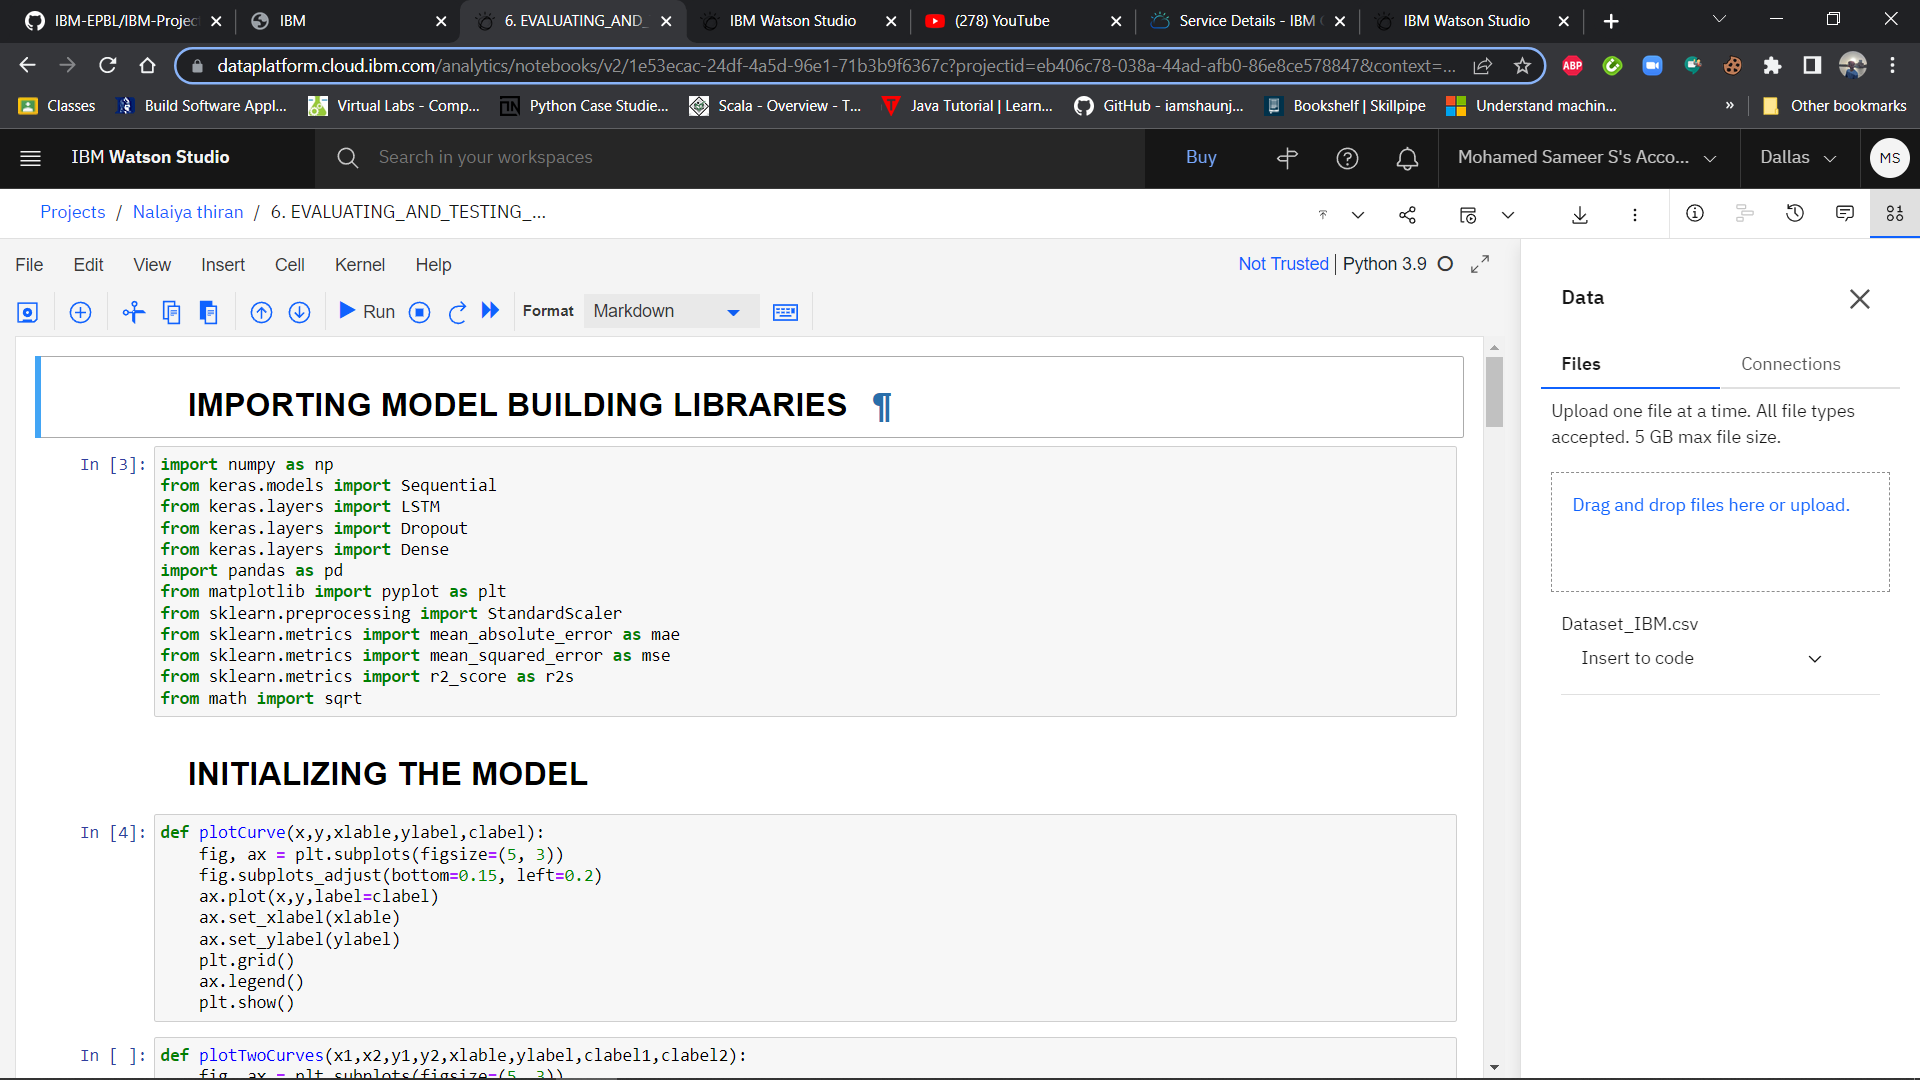 IBM-EPBL/IBM-Projec
IBM
6. EVALUATING_AND_
IBM Watson Studio
(278) YouTube
Service Details - IBM
IBM Watson Studio
dataplatform.cloud.ibm.com/analytics/notebooks/v2/1e53ecac-24df-4a5d-96e1-71b3b9f6367c?projectid=eb406c78-038a-44ad-afb0-86e8ce578847&context=...
ABP
Classes
Build Software Appl...
Virtual Labs - Comp...
Python Case Studie...
Scala - Overview - T...
Java Tutorial | Learn...
GitHub - iamshaunj...
Bookshelf | Skillpipe
Understand machin...
»
Other bookmarks
IBM Watson Studio
Search in your workspaces
Buy
Mohamed Sameer S's Acco...
Dallas
MS
Projects / Nalaiya thiran / 6. EVALUATING_AND_TESTING_...
File Edit View Insert Cell Kernel Help
Not Trusted | Python 3.9
Run
Format
Markdown
IMPORTING MODEL BUILDING LIBRARIES ¶
In [3]:
import numpy as np
from keras.models import Sequential
from keras.layers import LSTM
from keras.layers import Dropout
from keras.layers import Dense
import pandas as pd
from matplotlib import pyplot as plt
from sklearn.preprocessing import StandardScaler
from sklearn.metrics import mean_absolute_error as mae
from sklearn.metrics import mean_squared_error as mse
from sklearn.metrics import r2_score as r2s
from math import sqrt
INITIALIZING THE MODEL
In [4]:
def plotCurve(x,y,xlable,ylabel,clabel):
    fig, ax = plt.subplots(figsize=(5, 3))
    fig.subplots_adjust(bottom=0.15, left=0.2)
    ax.plot(x,y,label=clabel)
    ax.set_xlabel(xlable)
    ax.set_ylabel(ylabel)
    plt.grid()
    ax.legend()
    plt.show()
In [ ]:
def plotTwoCurves(x1,x2,y1,y2,xlable,ylabel,clabel1,clabel2):
    fig, ax = plt.subplots(figsize=(5, 3))
Data
Files
Connections
Upload one file at a time. All file types
accepted. 5 GB max file size.
Drag and drop files here or upload.
Dataset_IBM.csv
Insert to code